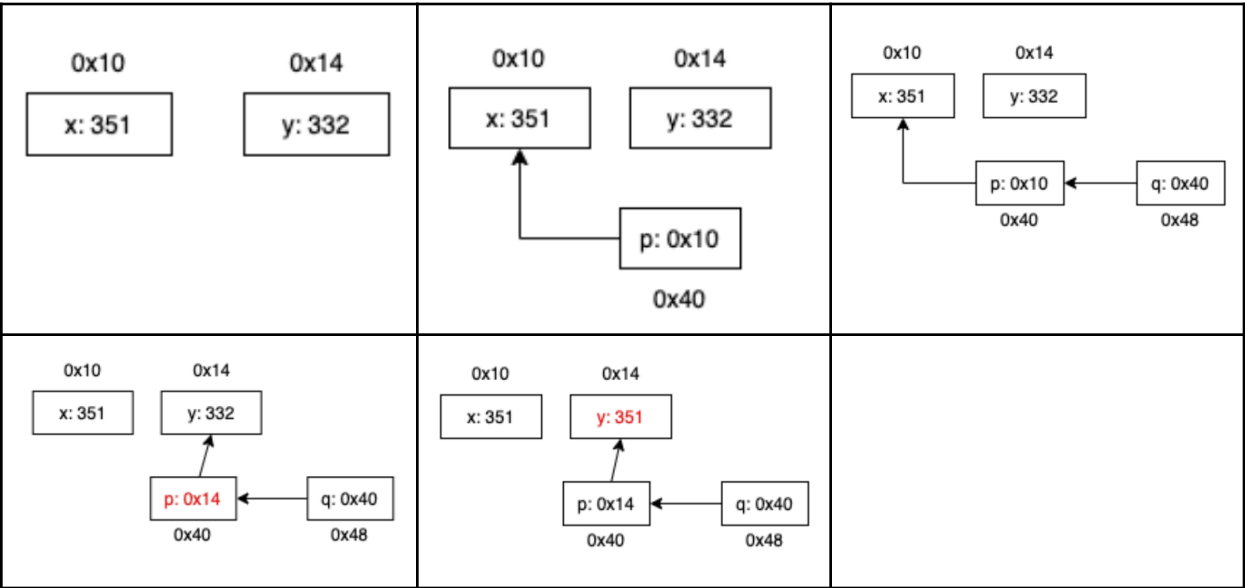 0x10 0x14
x: 351 y: 332
0x10 0x14
x: 351 y: 332
p: 0x10
0x40
0x10 0x14
x: 351 y: 332
p: 0x10 q: 0x40
0x40 0x48
0x10 0x14
x: 351 y: 332
p: 0x14 q: 0x40
0x40 0x48
0x10 0x14
x: 351 y: 351
p: 0x14 q: 0x40
0x40 0x48